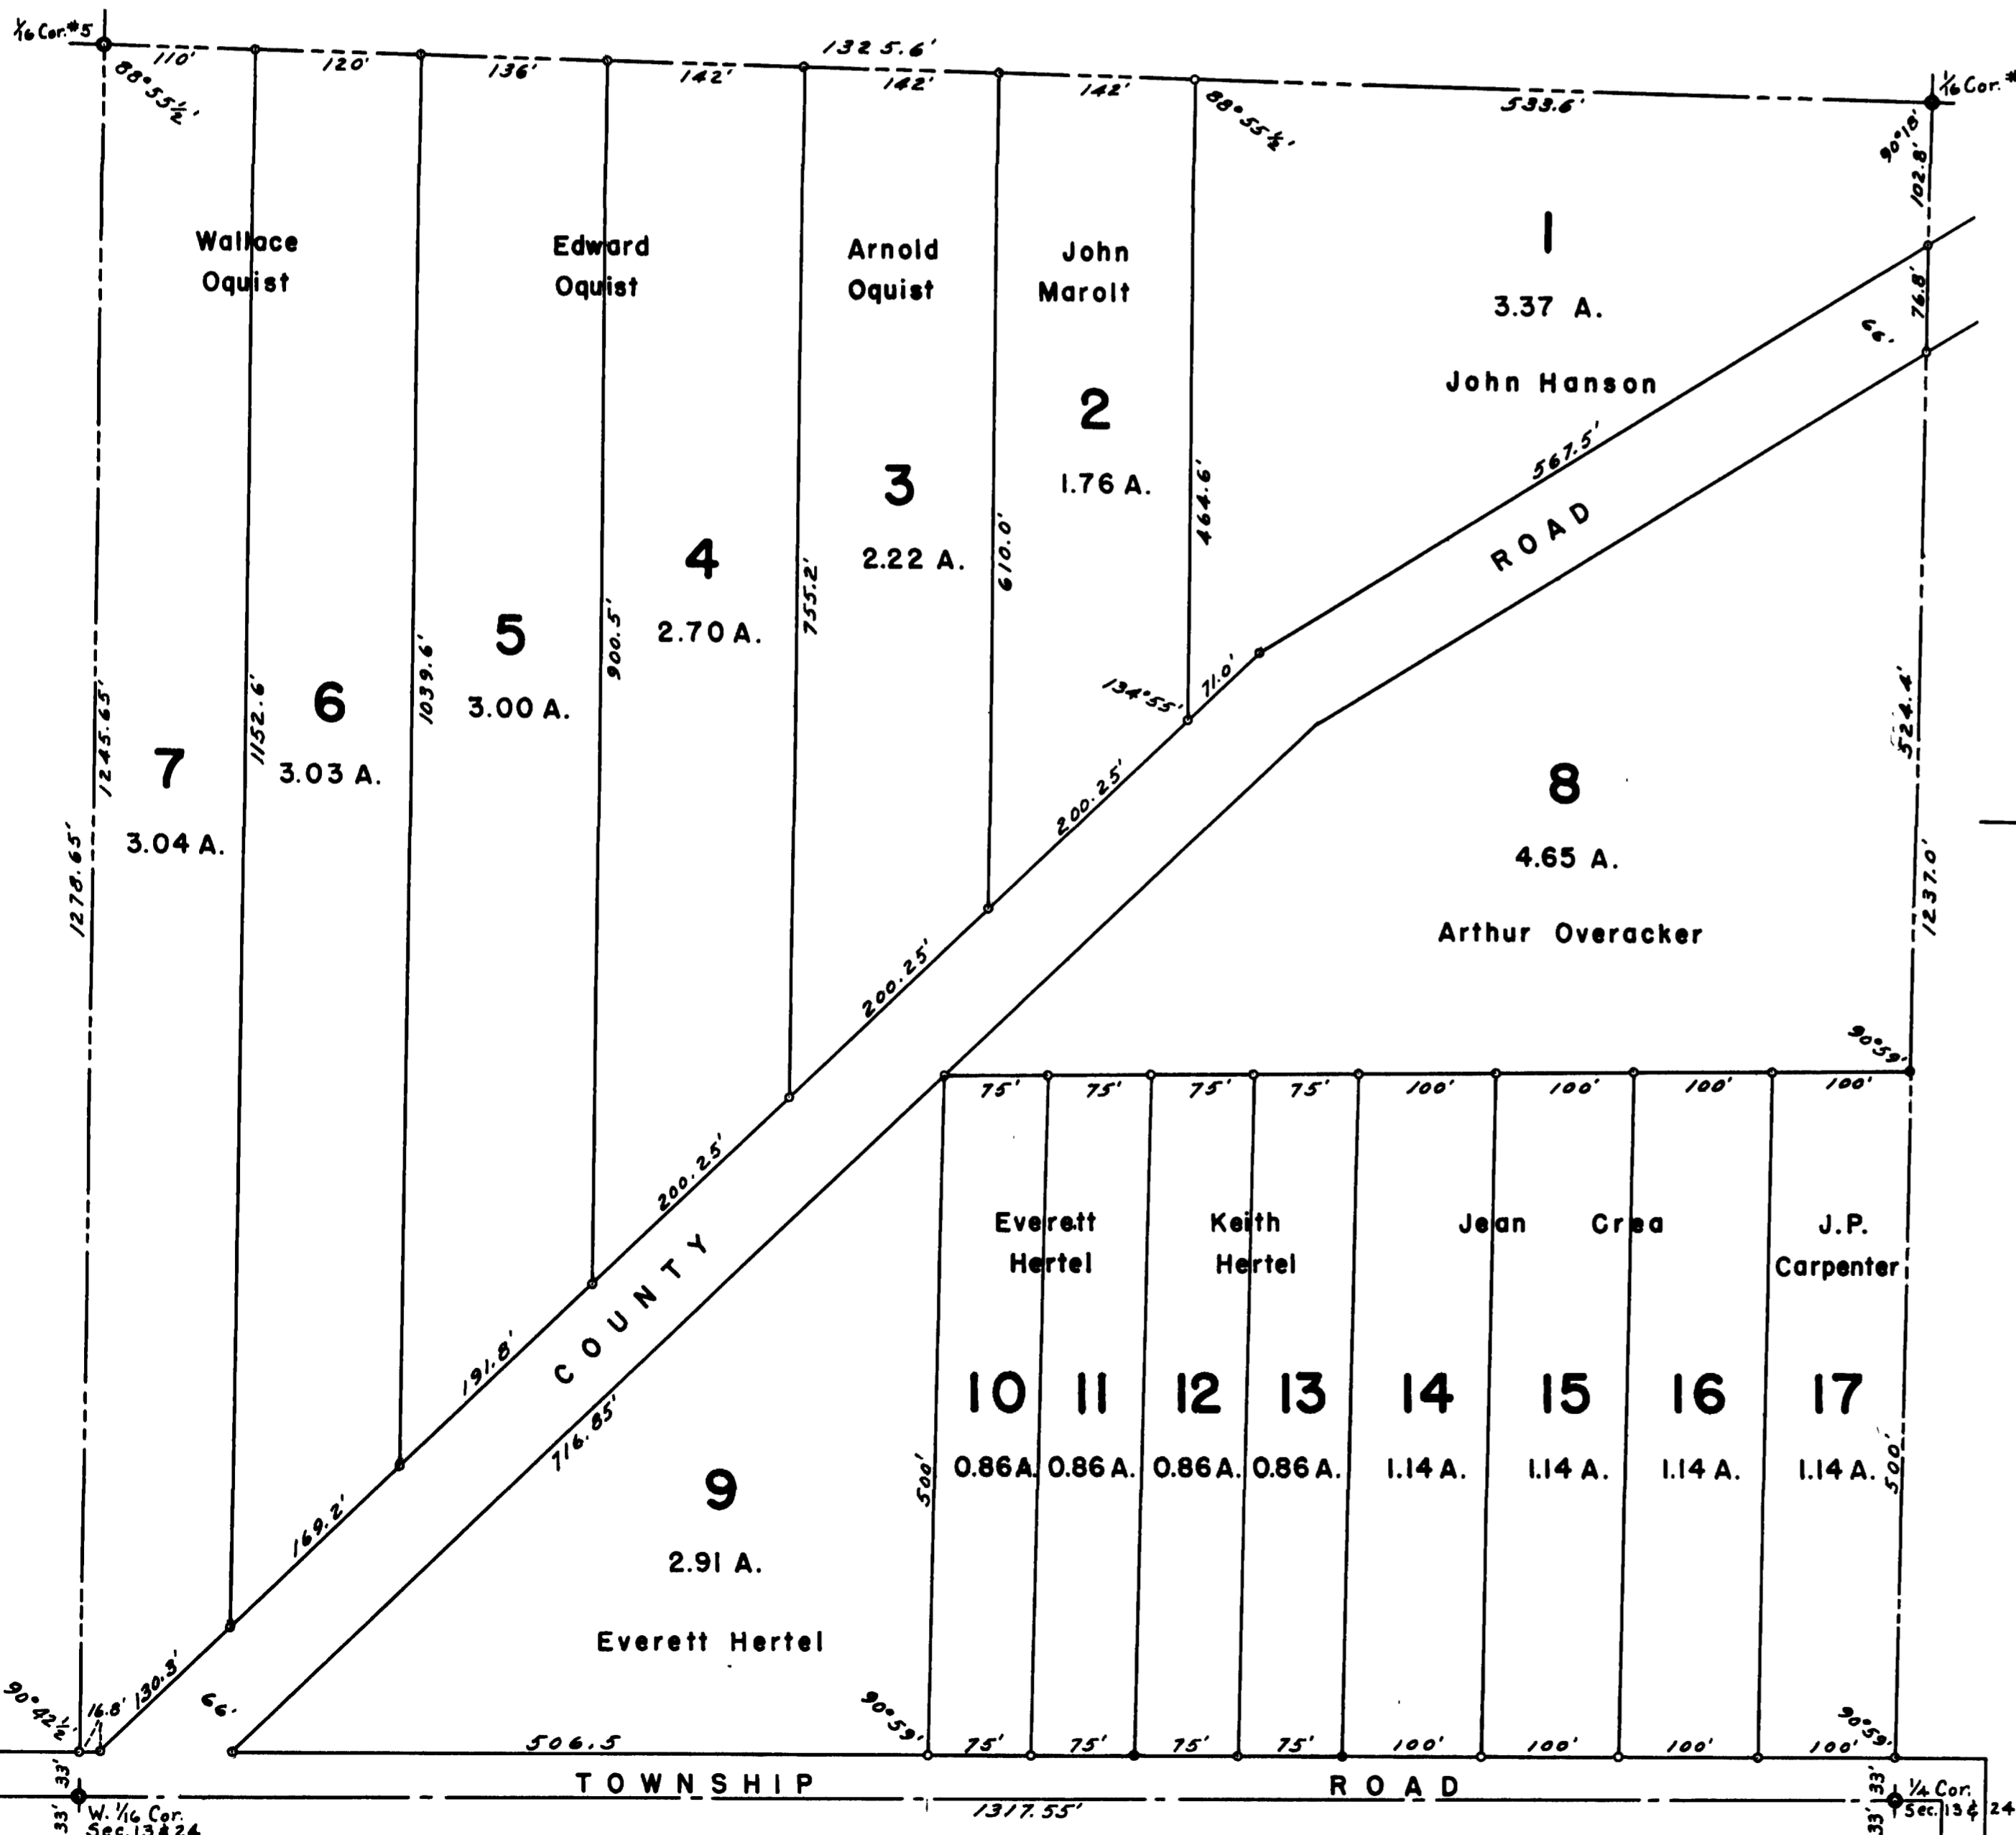 1/16 Cor. #5
110'
120'
136'
142'
1325.6'
142'
142'
533.6'
1/16 Cor. #
88°55½'
88°55½'
90°18'
102.8'
76.8'
66'
Wallace
Oquist
Edward
Oquist
Arnold
Oquist
John
Marolt
1
3.37 A.
John Hanson
2
1.76 A.
3
2.22 A.
4
2.70 A.
5
3.00 A.
6
3.03 A.
7
3.04 A.
1278.65'
1245.65'
1152.6'
1039.6'
900.5'
755.2'
610.0'
464.6'
134°55'
71.0'
567.5'
ROAD
200.25'
200.25'
200.25'
191.8'
169.2'
130.3'
16.8'
66'
COUNTY
716.85'
8
4.65 A.
Arthur Overacker
524.4'
1237.0'
90°59'
75'
75'
75'
75'
100'
100'
100'
100'
Everett
Hertel
Keith
Hertel
Jean Crea
J.P.
Carpenter
10
11
12
13
14
15
16
17
0.86 A.
0.86 A.
0.86 A.
0.86 A.
1.14 A.
1.14 A.
1.14 A.
1.14 A.
500'
500'
9
2.91 A.
Everett Hertel
90°42½'
90°59'
90°59'
506.5
75'
75'
75'
75'
100'
100'
100'
100'
TOWNSHIP ROAD
1317.55'
33'
33'
W. 1/16 Cor.
Sec. 13 & 24
33'
33'
1/4 Cor.
Sec. 13 & 24